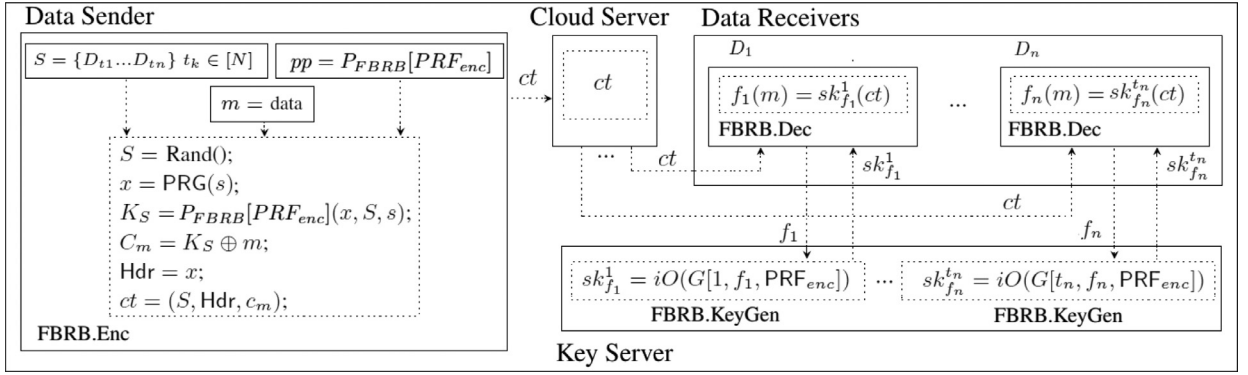 Data Sender
S = {D_{t1}...D_{tn}} t_k ∈ [N]
pp = P_{FBRB}[PRF_{enc}]
m = data
S = Rand();
x = PRG(s);
K_S = P_{FBRB}[PRF_{enc}](x, S, s);
C_m = K_S ⊕ m;
Hdr = x;
ct = (S, Hdr, c_m);
FBRB.Enc
ct
Cloud Server
ct
...
ct
Data Receivers
D_1
f_1(m) = sk^1_{f_1}(ct)
FBRB.Dec
...
D_n
f_n(m) = sk^{t_n}_{f_n}(ct)
FBRB.Dec
sk^1_{f_1}
sk^{t_n}_{f_n}
ct
f_1
f_n
sk^1_{f_1} = iO(G[1, f_1, PRF_{enc}])
...
sk^{t_n}_{f_n} = iO(G[t_n, f_n, PRF_{enc}])
FBRB.KeyGen
FBRB.KeyGen
Key Server